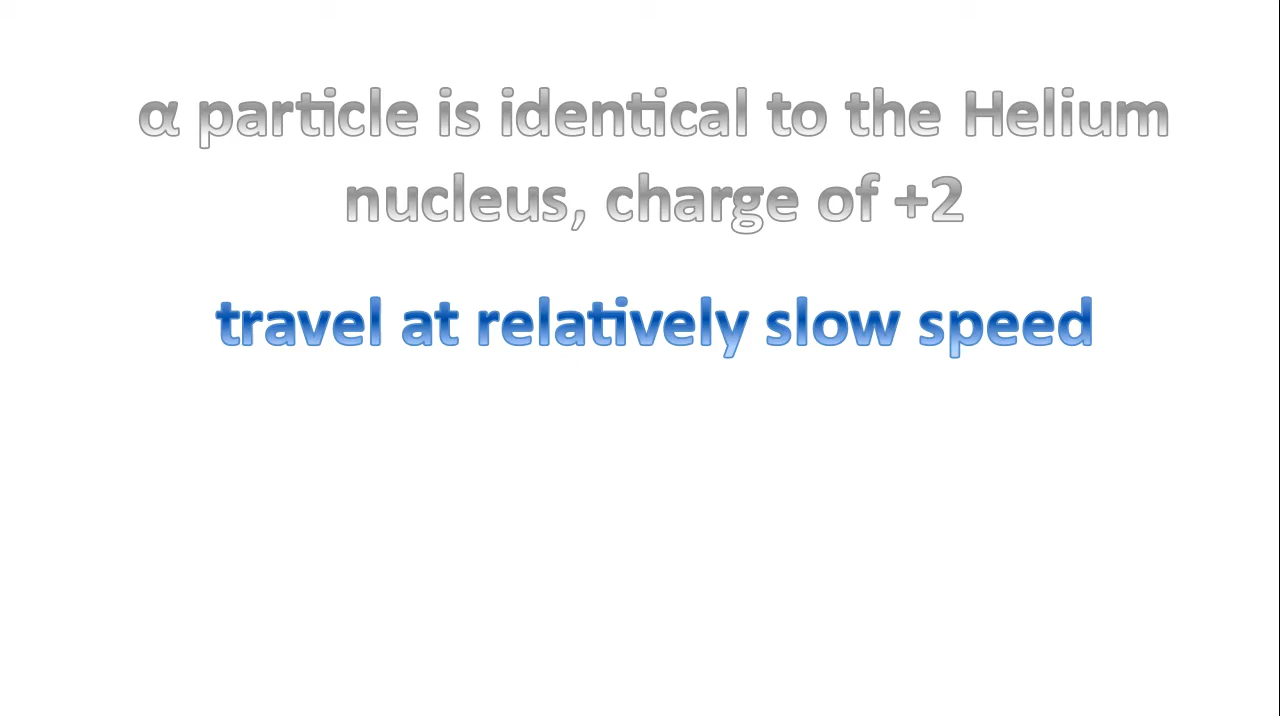 α particle is identical to the Helium
nucleus, charge of +2
travel at relatively slow speed